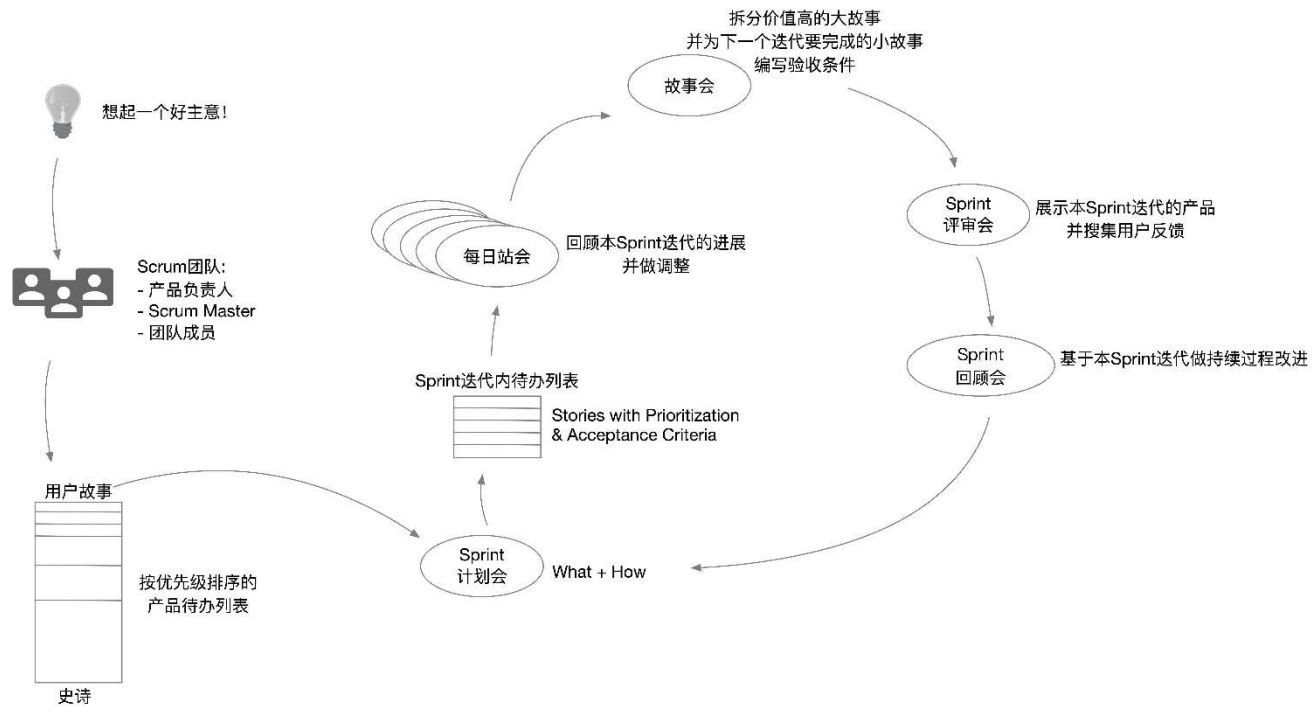 想起一个好主意!
Scrum团队:
- 产品负责人
- Scrum Master
- 团队成员
用户故事
按优先级排序的
产品待办列表
史诗
Sprint
计划会
What + How
Sprint迭代内待办列表
Stories with Prioritization
& Acceptance Criteria
每日站会
回顾本Sprint迭代的进展
并做调整
拆分价值高的大故事
并为下一个迭代要完成的小故事
编写验收条件
故事会
Sprint
评审会
展示本Sprint迭代的产品
并搜集用户反馈
Sprint
回顾会
基于本Sprint迭代做持续过程改进